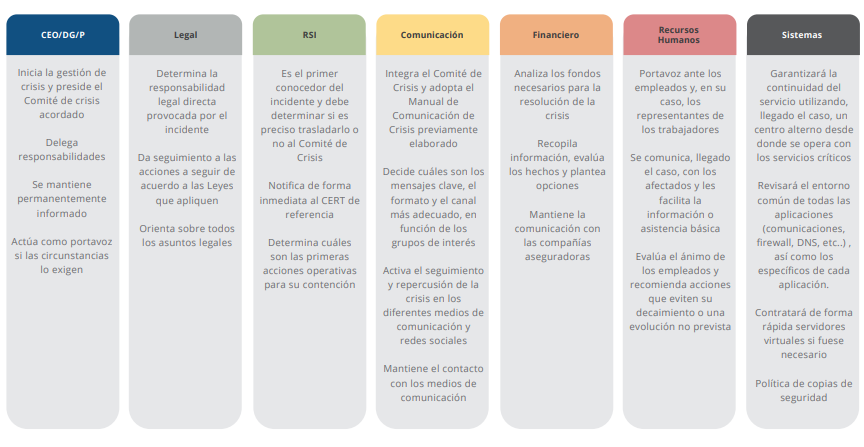 CEO/DG/P
Inicia la gestión de
crisis y preside el
Comité de crisis
acordado
Delega
responsabilidades
Se mantiene
permanentemente
informado
Actúa como portavoz
si las circunstancias
lo exigen
Legal
Determina la
responsabilidad
legal directa
provocada por el
incidente
Da seguimiento a las
acciones a seguir de
acuerdo a las Leyes
que apliquen
Orienta sobre todos
los asuntos legales
RSI
Es el primer
conocedor del
incidente y debe
determinar si es
preciso trasladarlo o
no al Comité de
Crisis
Notifica de forma
inmediata al CERT de
referencia
Determina cuáles
son las primeras
acciones operativas
para su contención
Comunicación
Integra el Comité de
Crisis y adopta el
Manual de
Comunicación de
Crisis previamente
elaborado
Decide cuáles son los
mensajes clave, el
formato y el canal
más adecuado, en
función de los
grupos de interés
Activa el seguimiento
y repercusión de la
crisis en los
diferentes medios de
comunicación y
redes sociales
Mantiene el contacto
con los medios de
comunicación
Financiero
Analiza los fondos
necesarios para la
resolución de la
crisis
Recopila
información, evalúa
los hechos y plantea
opciones
Mantiene la
comunicación con
las compañías
aseguradoras
Recursos
Humanos
Portavoz ante los
empleados y, en su
caso, los
representantes de
los trabajadores
Se comunica, llegado
el caso, con los
afectados y les
facilita la
información o
asistencia básica
Evalúa el ánimo de
los empleados y
recomienda acciones
que eviten su
decaimiento o una
evolución no prevista
Sistemas
Garantizará la
continuidad del
servicio utilizando,
llegado el caso, un
centro alterno desde
donde se opera con
los servicios críticos
Revisará el entorno
común de todas las
aplicaciones
(comunicaciones,
firewall, DNS, etc..) ,
así como los
específicos de cada
aplicación.
Contratará de forma
rápida servidores
virtuales si fuese
necesario
Política de copias de
seguridad